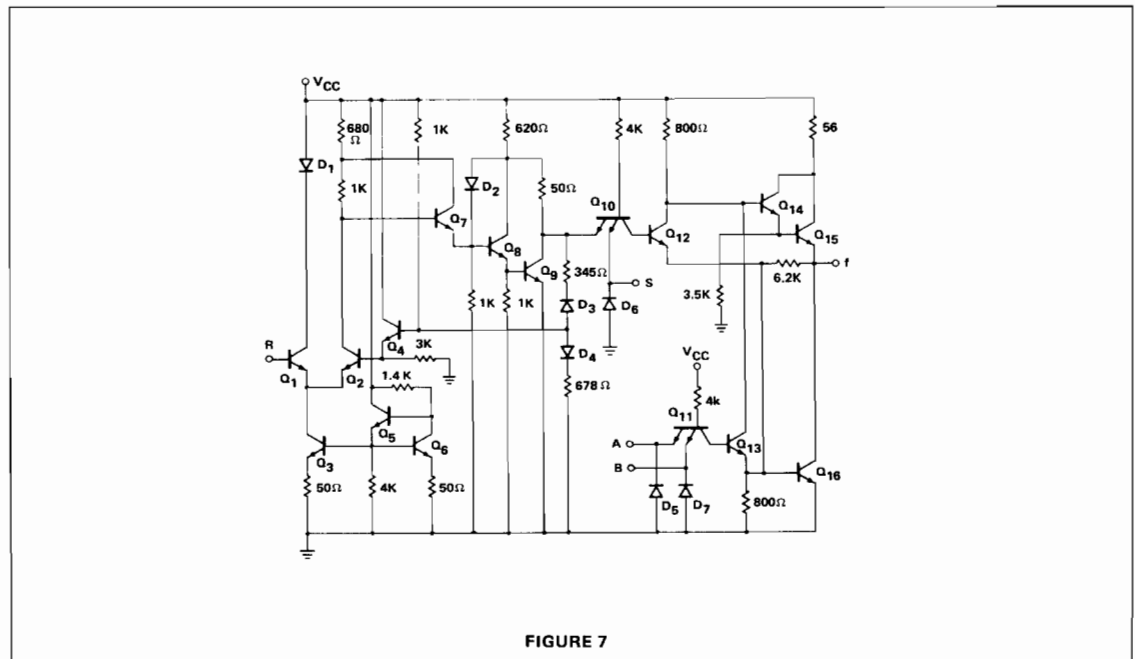 VCC
680
Ω
1K
620Ω
4K
800Ω
56
D1
1K
D2
50Ω
Q10
Q14
Q7
Q8
Q12
Q15
Q9
345Ω
S
6.2K
f
1K
1K
D3
D6
3.5K
R
Q4
3K
D4
Q1
Q2
1.4 K
678 Ω
VCC
4k
Q5
Q6
Q11
Q13
A
Q3
B
Q16
50Ω
4K
50Ω
D5
D7
800Ω
FIGURE 7